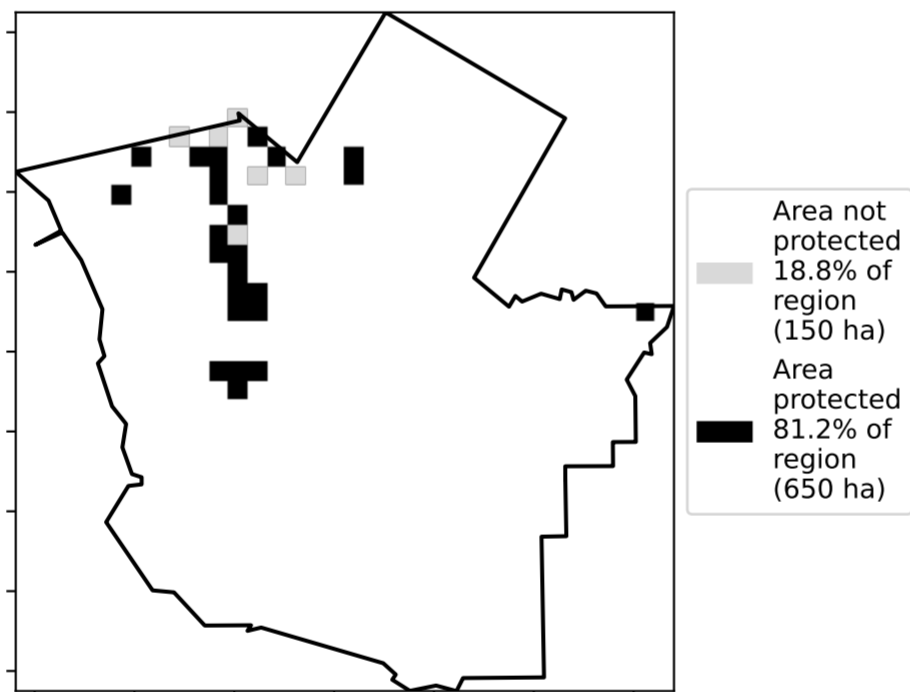 Area not
protected
18.8% of
region
(150 ha)
Area
protected
81.2% of
region
(650 ha)